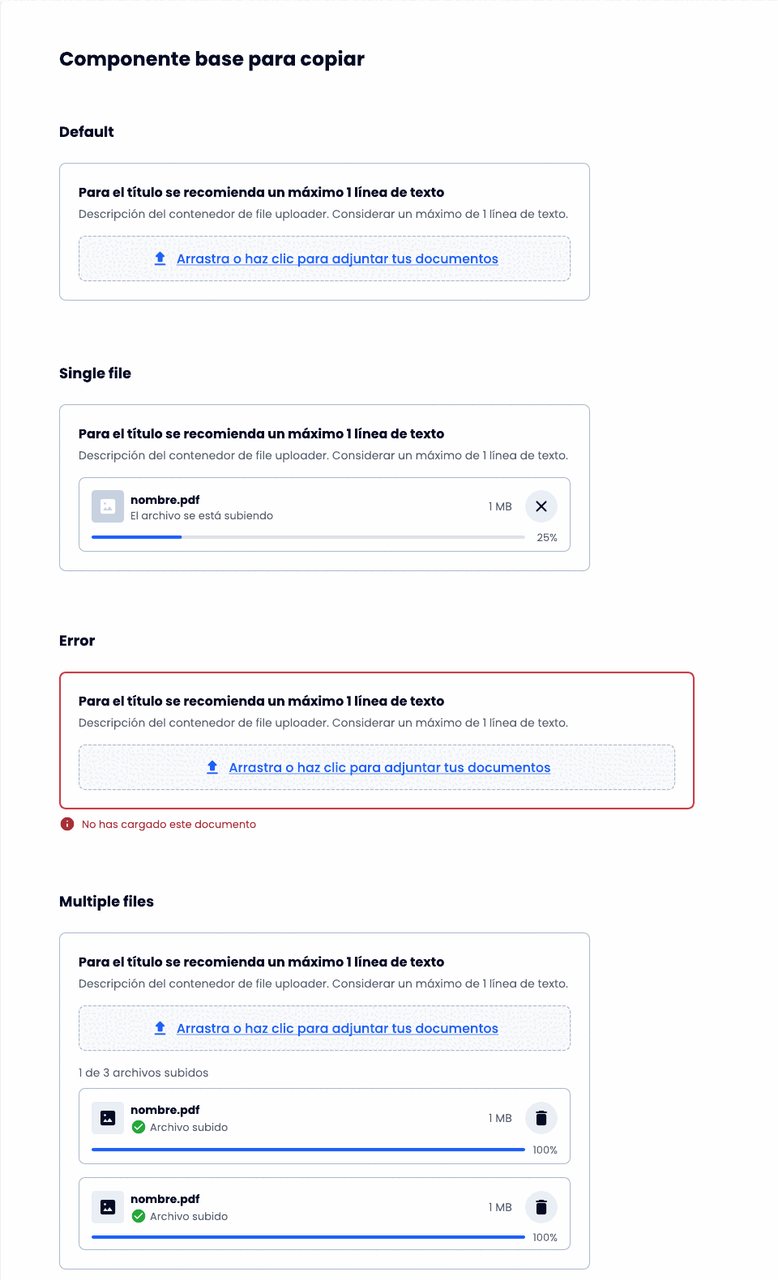 Componente base para copiar
Default
Para el título se recomienda un máximo 1 línea de texto
Descripción del contenedor de file uploader. Considerar un máximo de 1 línea de texto.
Arrastra o haz clic para adjuntar tus documentos
Single file
Para el título se recomienda un máximo 1 línea de texto
Descripción del contenedor de file uploader. Considerar un máximo de 1 línea de texto.
nombre.pdf
El archivo se está subiendo
1 MB
25%
Error
Para el título se recomienda un máximo 1 línea de texto
Descripción del contenedor de file uploader. Considerar un máximo de 1 línea de texto.
Arrastra o haz clic para adjuntar tus documentos
No has cargado este documento
Multiple files
Para el título se recomienda un máximo 1 línea de texto
Descripción del contenedor de file uploader. Considerar un máximo de 1 línea de texto.
Arrastra o haz clic para adjuntar tus documentos
1 de 3 archivos subidos
nombre.pdf
Archivo subido
1 MB
100%
nombre.pdf
Archivo subido
1 MB
100%